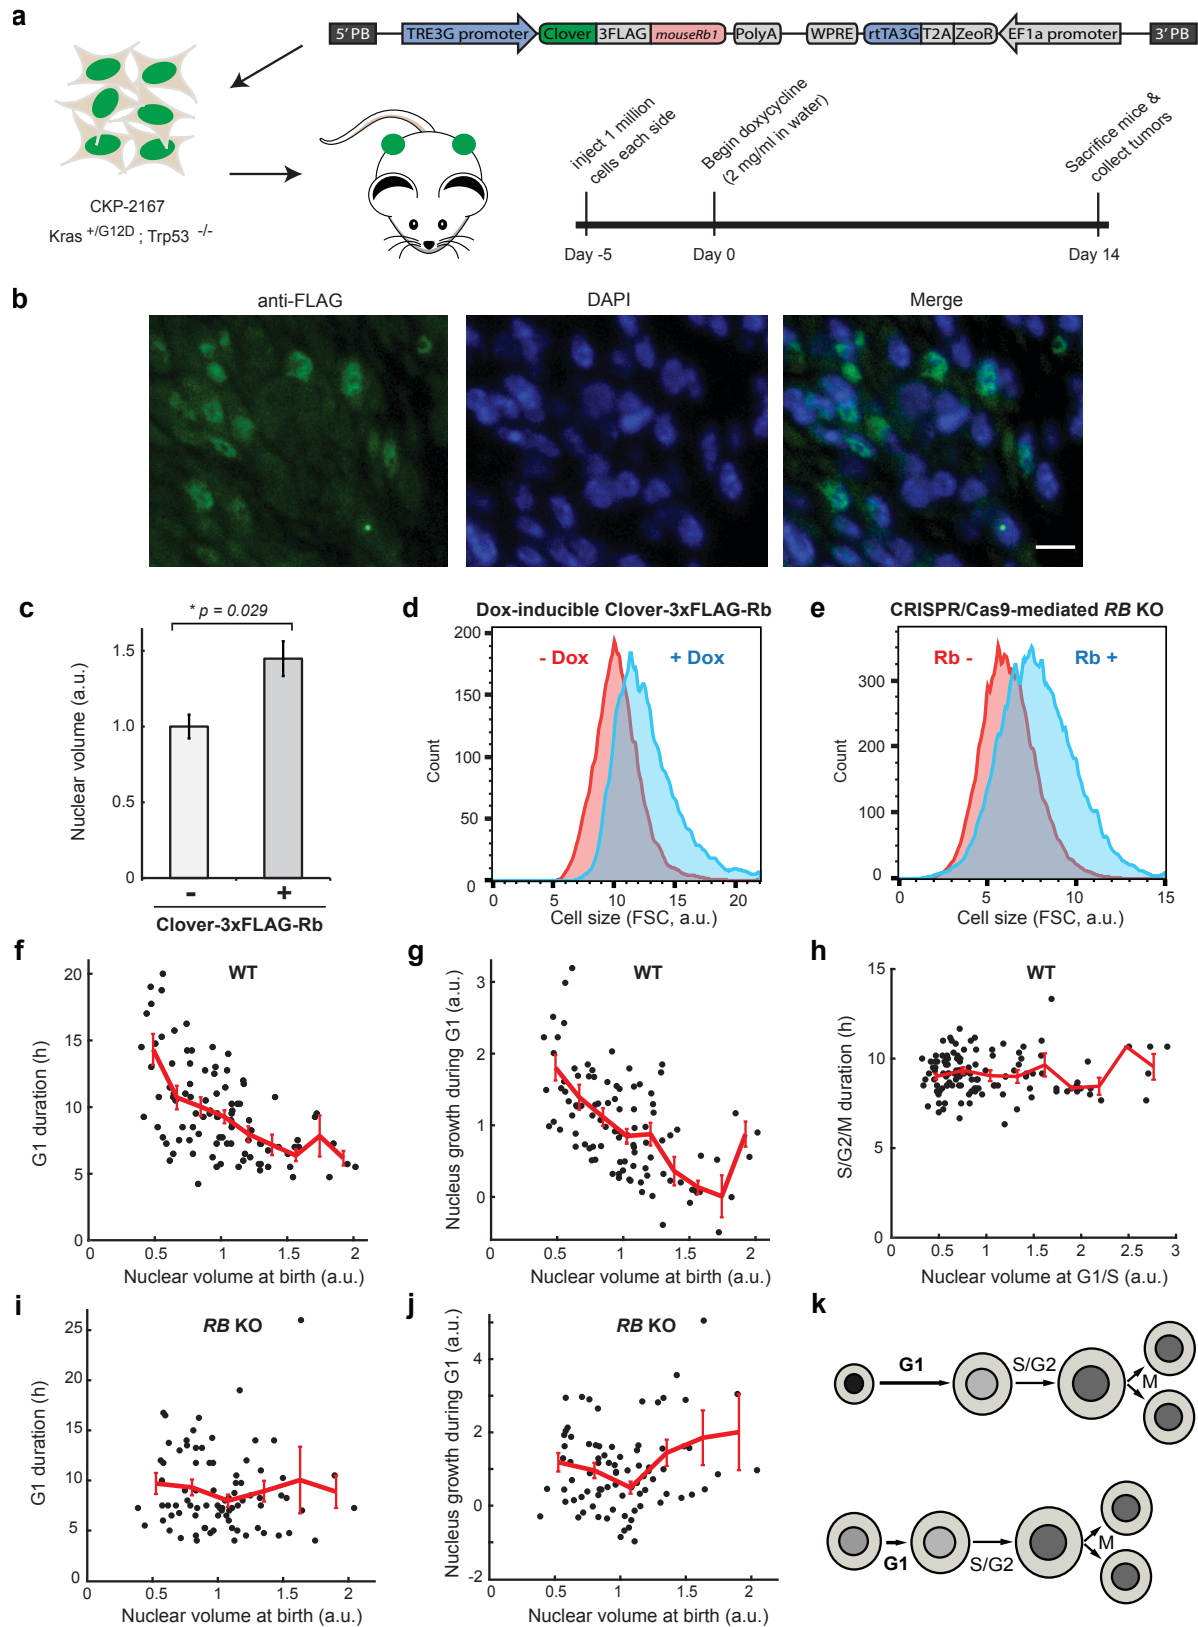 a
5' PB
TRE3G promoter
Clover
3FLAG
mouseRb1
PolyA
WPRE
rtTA3G
T2A
ZeoR
EF1a promoter
3' PB
CKP-2167
Kras +/G12D ; Trp53 -/-
inject 1 million
cells each side
Begin doxycycline
(2 mg/ml in water)
Sacrifice mice &
collect tumors
Day -5
Day 0
Day 14
b
anti-FLAG
DAPI
Merge
c
* p = 0.029
Nuclear volume (a.u.)
1.5
1.0
0.5
0
-
+
Clover-3xFLAG-Rb
d
Dox-inducible Clover-3xFLAG-Rb
- Dox
+ Dox
Count
200
150
100
50
0
0
5
10
15
20
Cell size (FSC, a.u.)
e
CRISPR/Cas9-mediated RB KO
Rb -
Rb +
Count
300
200
100
0
0
5
10
15
Cell size (FSC, a.u.)
f
WT
G1 duration (h)
20
15
10
5
0
0
0.5
1
1.5
2
Nuclear volume at birth (a.u.)
g
WT
Nucleus growth during G1 (a.u.)
3
2
1
0
0
0.5
1
1.5
2
Nuclear volume at birth (a.u.)
h
WT
S/G2/M duration (h)
15
10
5
0
0
0.5
1
1.5
2
2.5
3
Nuclear volume at G1/S (a.u.)
i
RB KO
G1 duration (h)
25
20
15
10
5
0
0
0.5
1
1.5
2
Nuclear volume at birth (a.u.)
j
RB KO
Nucleus growth during G1 (a.u.)
4
2
0
-2
0
0.5
1
1.5
2
Nuclear volume at birth (a.u.)
k
G1
S/G2
M
G1
S/G2
M